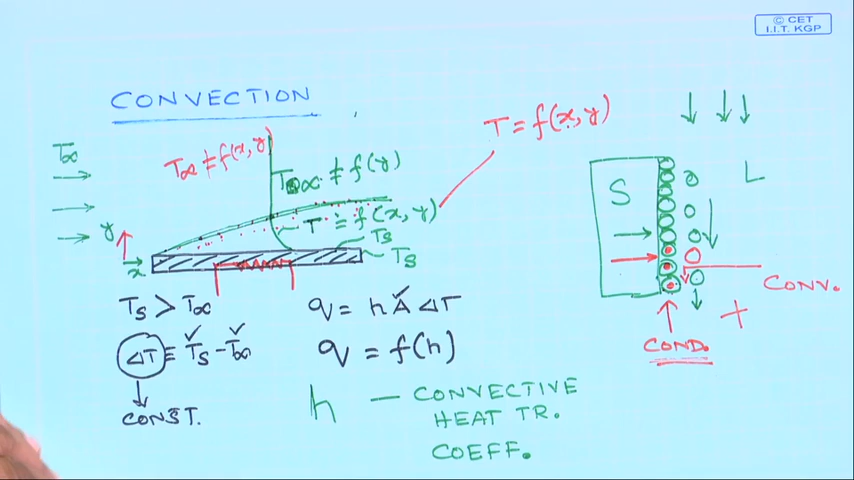 © CET
I.I.T. KGP
CONVECTION
T∞
T∞ ≠ f(x,y)
T∞ ≠ f(y)
T = f(x,y)
T = f(x,y)
y
x
Ts
Ts
S
L
CONV.
+
COND.
Ts > T∞
ΔT = Ts - T∞
CONST.
q = h A ΔT
q = f(h)
h — CONVECTIVE
HEAT TR.
COEFF.